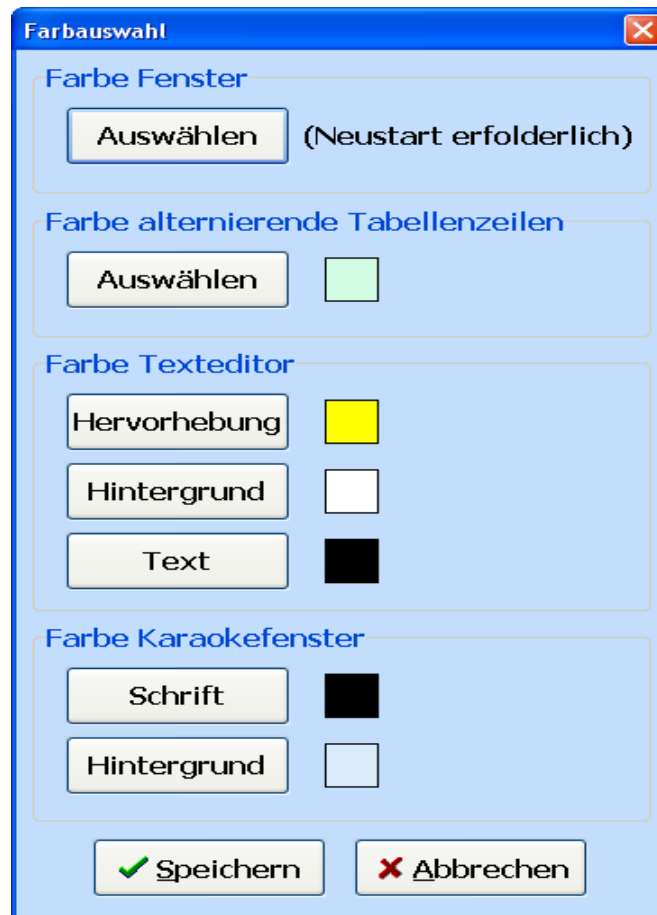 Farbauswahl
Farbe Fenster
Auswählen (Neustart erfolderlich)
Farbe alternierende Tabellenzeilen
Auswählen
Farbe Texteditor
Hervorhebung
Hintergrund
Text
Farbe Karaokefenster
Schrift
Hintergrund
Speichern Abbrechen